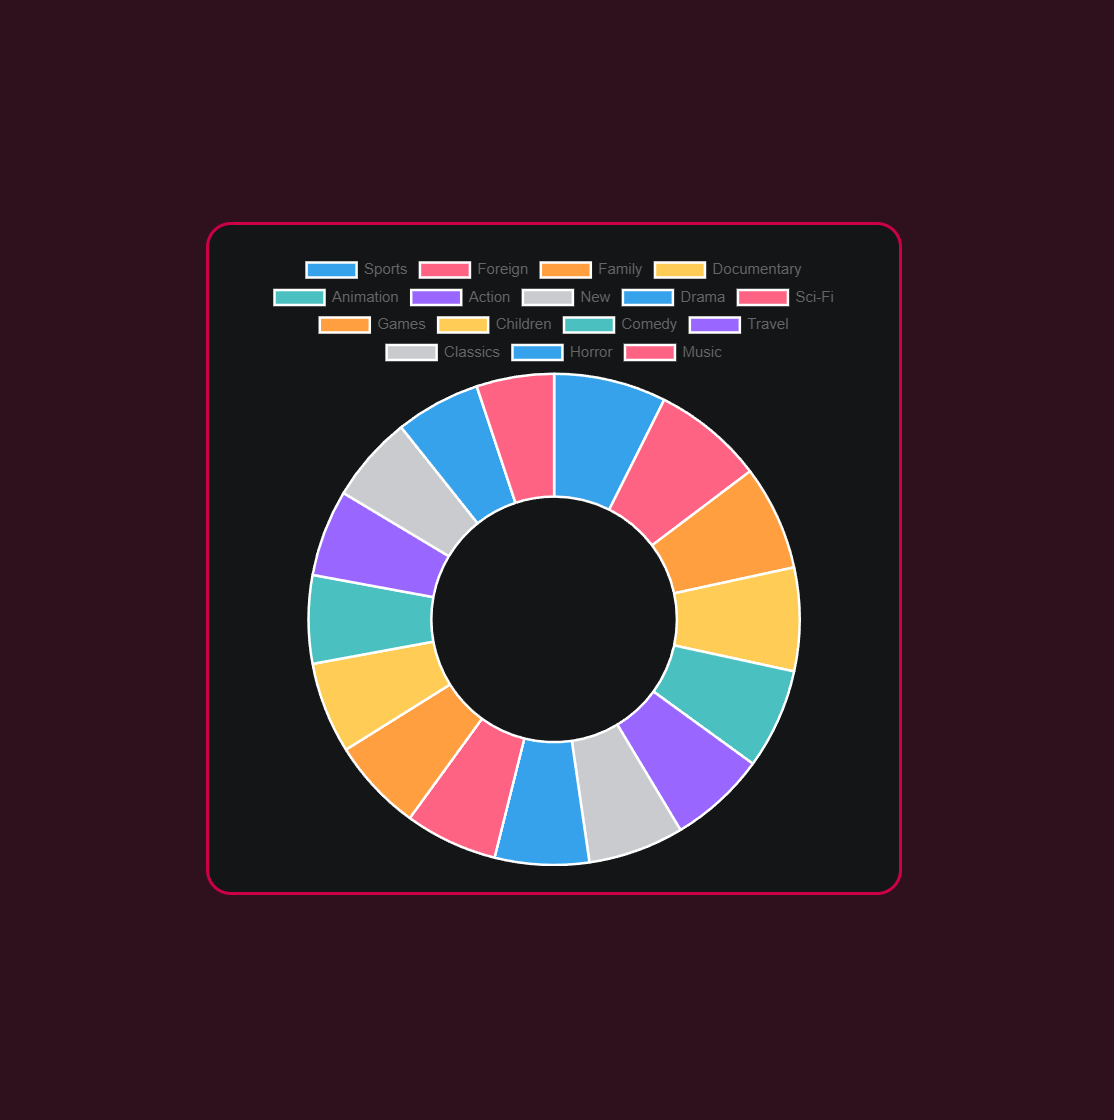 Sports Foreign Family Documentary
Animation Action New Drama Sci-Fi
Games Children Comedy Travel
Classics Horror Music